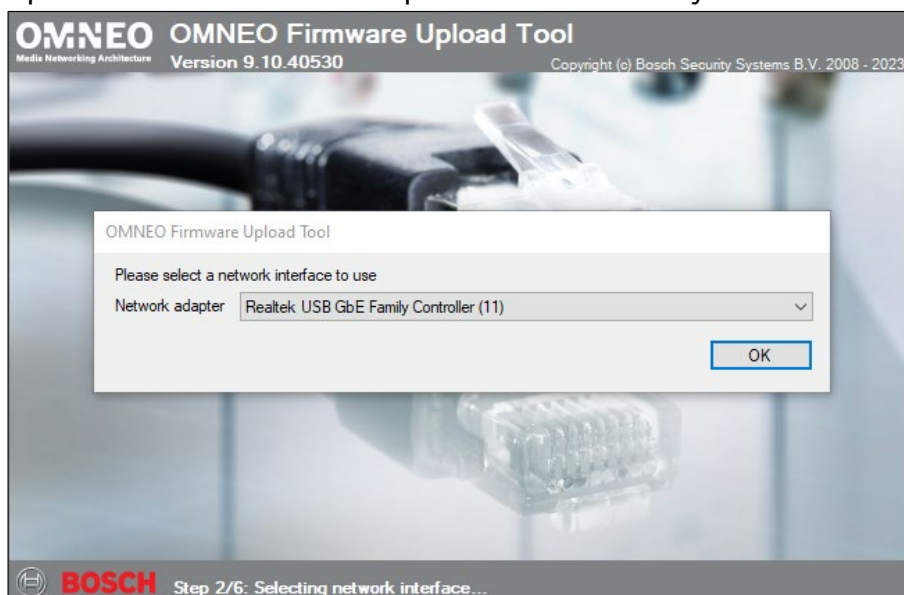 OMNEO OMNEO Firmware Upload Tool
Media Networking Architecture Version 9.10.40530 Copyright (c) Bosch Security Systems B.V. 2008 - 2023
OMNEO Firmware Upload Tool
Please select a network interface to use
Network adapter Realtek USB GbE Family Controller (11)
OK
BOSCH Step 2/6: Selecting network interface...